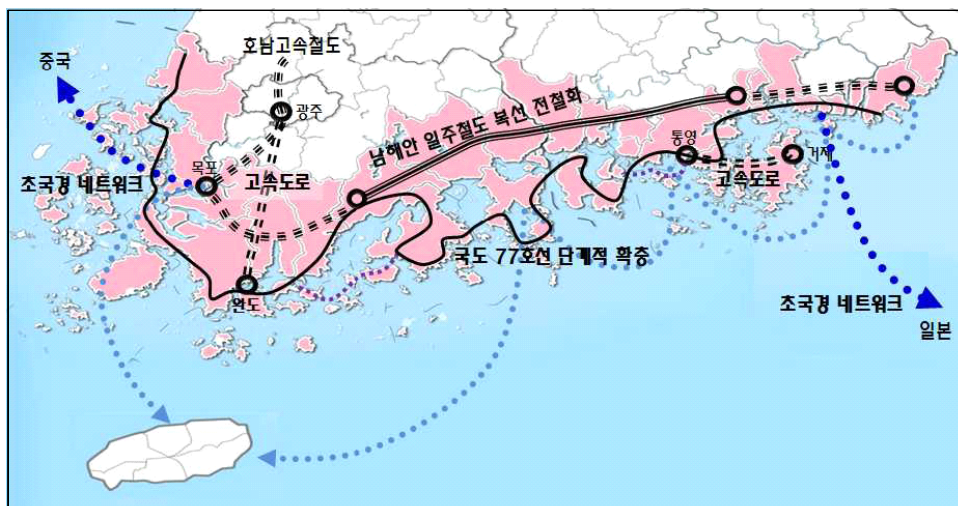 호남고속철도
중국
광주
남해안 일주철도 복선 전철화
통영
거제
목포
초국경 네트워크
고속도로
고속도로
국도 77호선 단계적 확충
완도
초국경 네트워크
일본